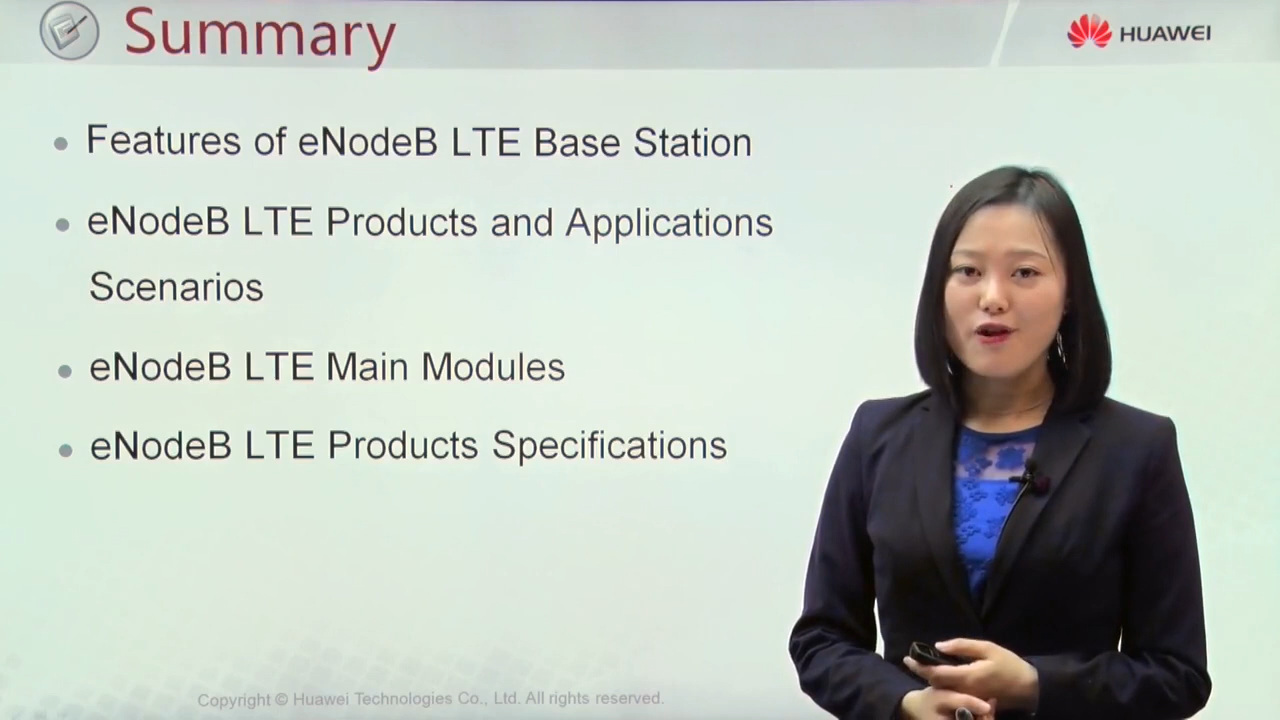 Summary
HUAWEI
Features of eNodeB LTE Base Station
eNodeB LTE Products and Applications
Scenarios
eNodeB LTE Main Modules
eNodeB LTE Products Specifications
Copyright © Huawei Technologies Co., Ltd. All rights reserved.